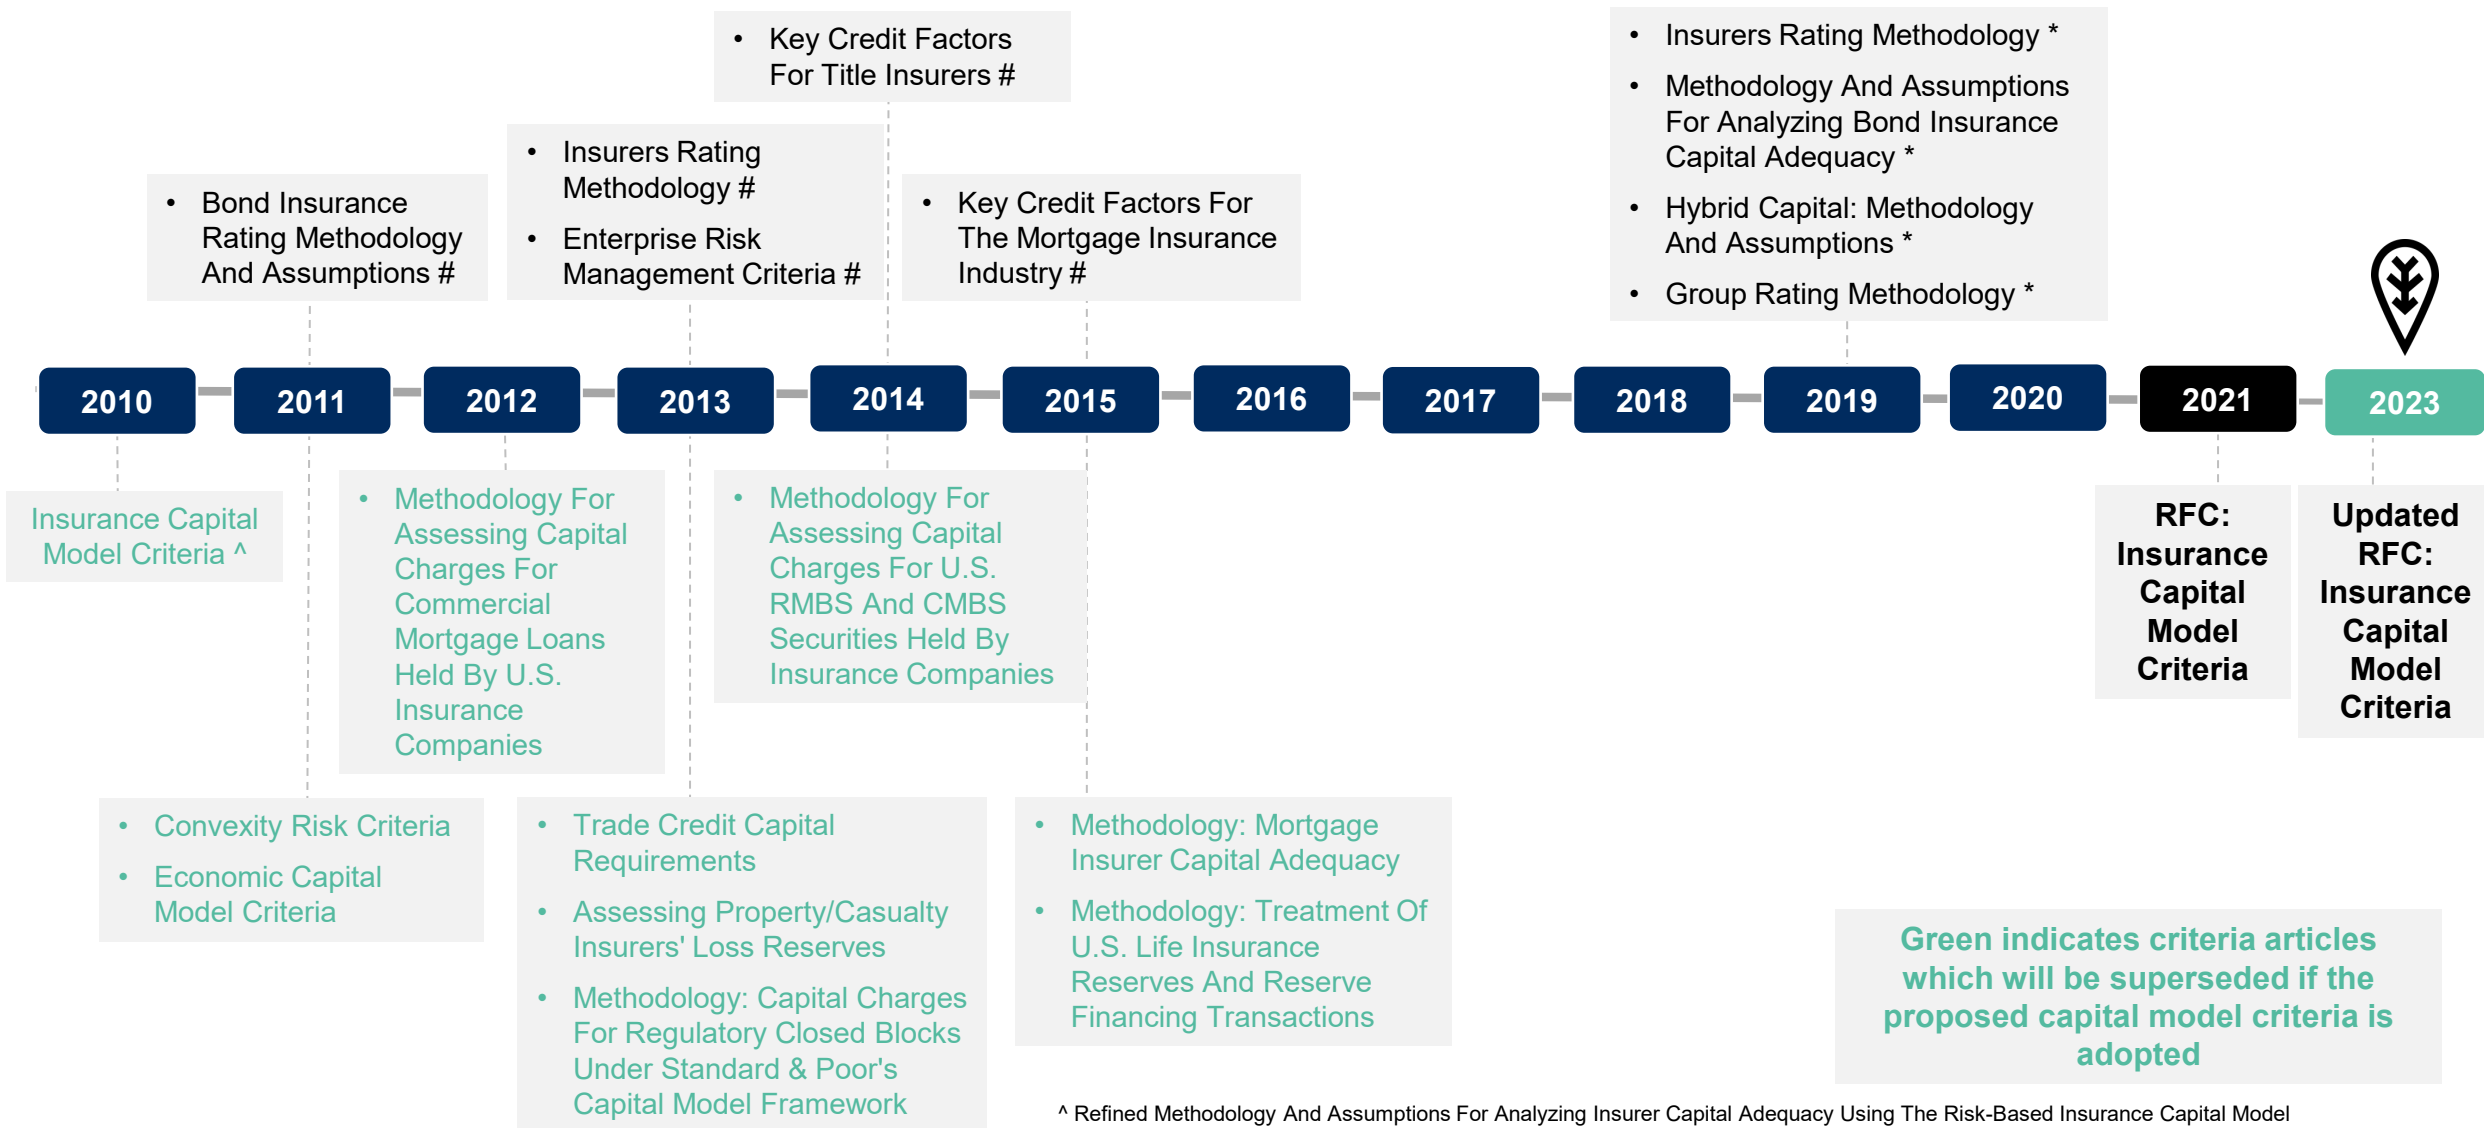 • Key Credit Factors
For Title Insurers #
• Insurers Rating
Methodology #
• Enterprise Risk
Management Criteria #
• Bond Insurance
Rating Methodology
And Assumptions #
• Key Credit Factors For
The Mortgage Insurance
Industry #
• Insurers Rating Methodology *
• Methodology And Assumptions
For Analyzing Bond Insurance
Capital Adequacy *
• Hybrid Capital: Methodology
And Assumptions *
• Group Rating Methodology *
2010 2011 2012 2013 2014 2015 2016 2017 2018 2019 2020 2021 2023
Insurance Capital
Model Criteria ^
• Methodology For
Assessing Capital
Charges For
Commercial
Mortgage Loans
Held By U.S.
Insurance
Companies
• Methodology For
Assessing Capital
Charges For U.S.
RMBS And CMBS
Securities Held By
Insurance Companies
RFC:
Insurance
Capital
Model
Criteria
Updated
RFC:
Insurance
Capital
Model
Criteria
• Convexity Risk Criteria
• Economic Capital
Model Criteria
• Trade Credit Capital
Requirements
• Assessing Property/Casualty
Insurers' Loss Reserves
• Methodology: Capital Charges
For Regulatory Closed Blocks
Under Standard & Poor's
Capital Model Framework
• Methodology: Mortgage
Insurer Capital Adequacy
• Methodology: Treatment Of
U.S. Life Insurance
Reserves And Reserve
Financing Transactions
Green indicates criteria articles
which will be superseded if the
proposed capital model criteria is
adopted
^ Refined Methodology And Assumptions For Analyzing Insurer Capital Adequacy Using The Risk-Based Insurance Capital Model